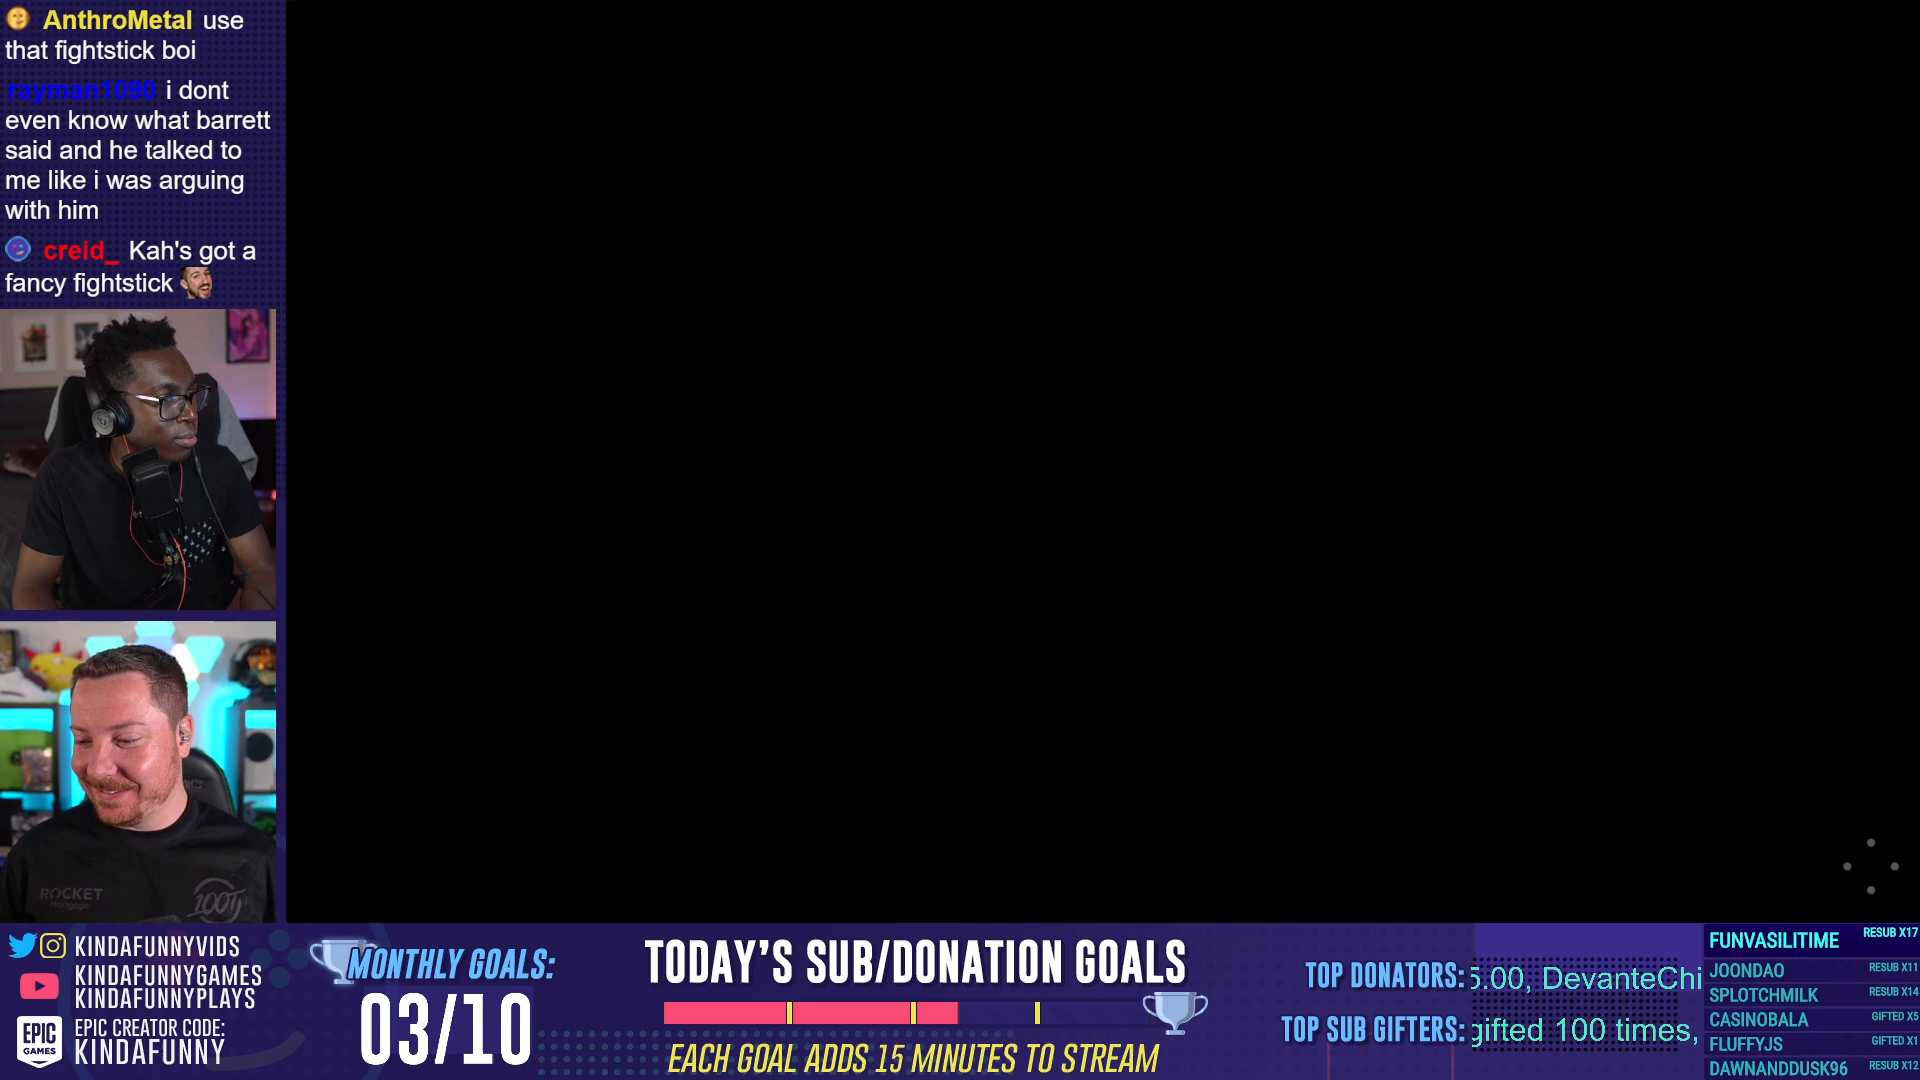 AnthroMetal use
that fightstick boi
rayman1090 i dont
even know what barrett
said and he talked to
me like i was arguing
with him
creid_ Kah's got a
fancy fightstick
ROCKET
Mortgage
100T
KINDAFUNNYVIDS
KINDAFUNNYGAMES
KINDAFUNNYPLAYS
EPIC
GAMES
EPIC CREATOR CODE:
KINDAFUNNY
MONTHLY GOALS:
03/10
TODAY'S SUB/DONATION GOALS
EACH GOAL ADDS 15 MINUTES TO STREAM
TOP DONATORS: 5.00, DevanteChi
TOP SUB GIFTERS: gifted 100 times,
FUNVASILITIME RESUB X17
JOONDAO RESUB X11
SPLOTCHMILK RESUB X14
CASINOBALA GIFTED X5
FLUFFYJS GIFTED X1
DAWNANDDUSK96 RESUB X12